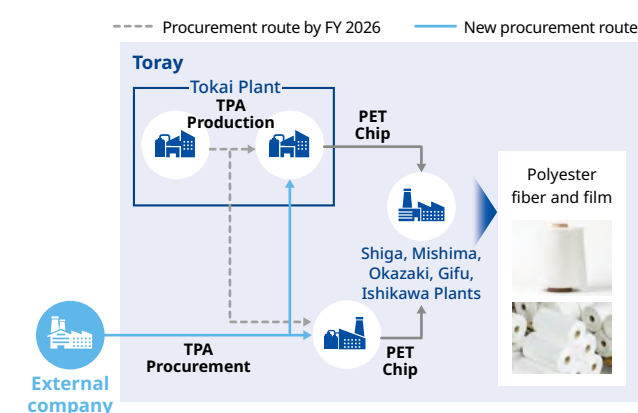 Procurement route by FY 2026
New procurement route
Toray
Tokai Plant
TPA
Production
PET
Chip
Polyester
fiber and film
Shiga, Mishima,
Okazaki, Gifu,
Ishikawa Plants
TPA
Procurement
PET
Chip
External
company